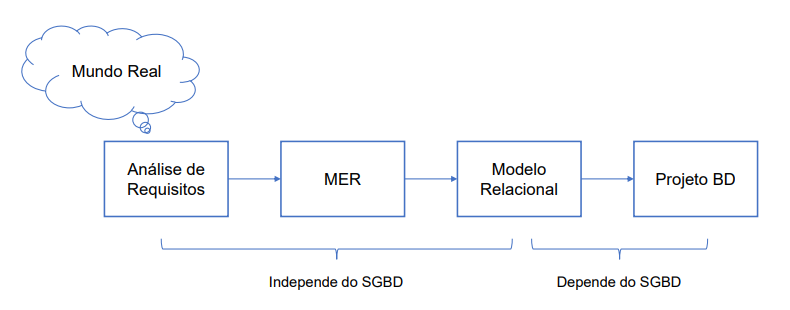 Mundo Real
Análise de
Requisitos
MER
Modelo
Relacional
Projeto BD
Independe do SGBD
Depende do SGBD